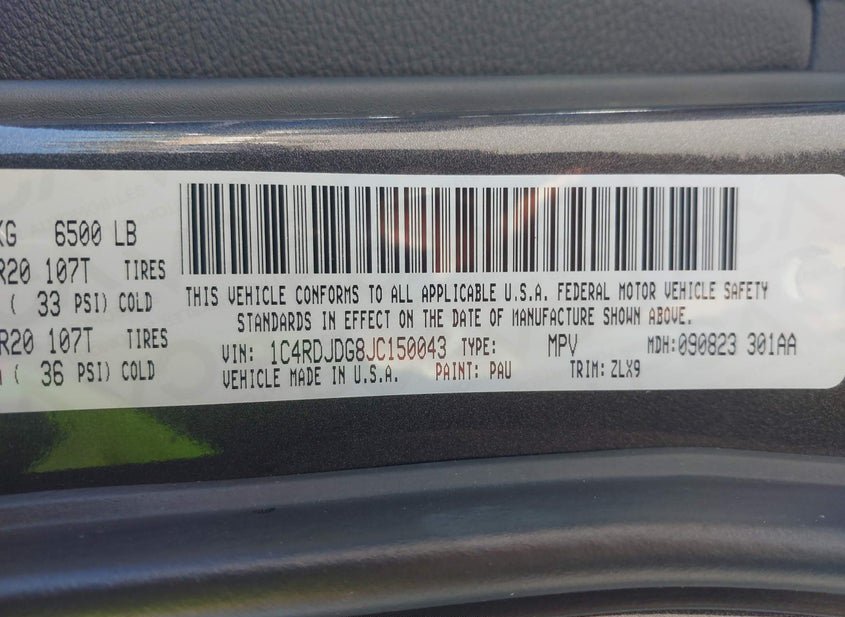 KG 6500 LB
R20 107T TIRES
( 33 PSI) COLD
R20 107T TIRES
( 36 PSI) COLD
THIS VEHICLE CONFORMS TO ALL APPLICABLE U.S.A. FEDERAL MOTOR VEHICLE SAFETY
STANDARDS IN EFFECT ON THE DATE OF MANUFACTURE SHOWN ABOVE.
VIN: 1C4RDJDG8JC150043 TYPE: MPV MDH:090823 301AA
VEHICLE MADE IN U.S.A. PAINT: PAU TRIM: ZLX9